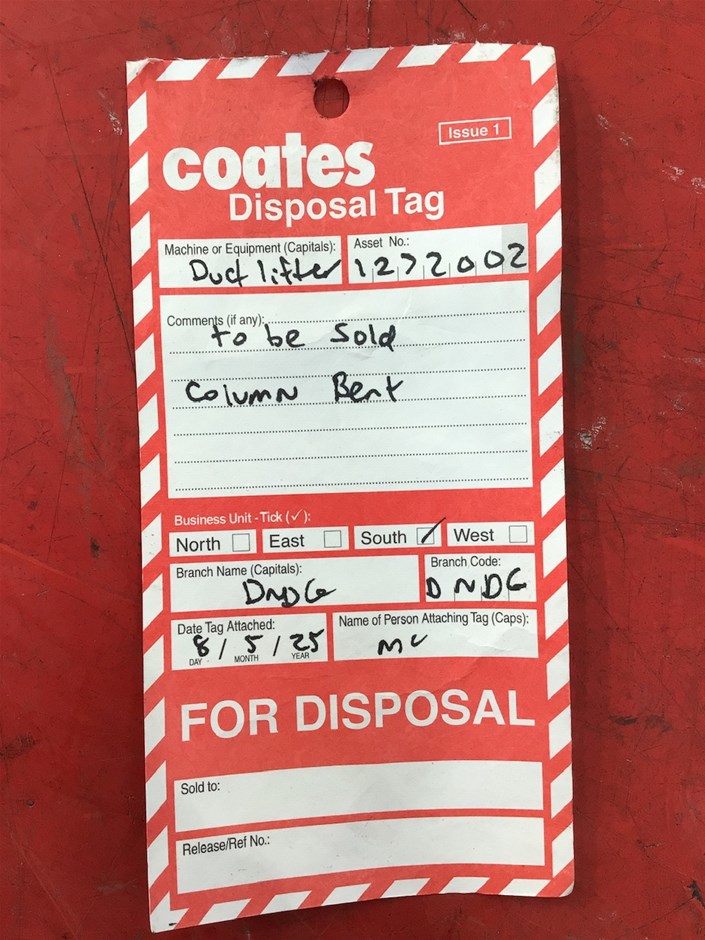 Issue 1
coates
Disposal Tag
Machine or Equipment (Capitals):
Duct lifter
Asset No.:
1272002
Comments (if any):
to be Sold
Column Bent
Business Unit - Tick (✓):
North East South West
Branch Name (Capitals):
DNDG
Branch Code:
DNDG
Date Tag Attached:
8 / 5 / 25
DAY MONTH YEAR
Name of Person Attaching Tag (Caps):
MC
FOR DISPOSAL
Sold to:
Release/Ref No.: